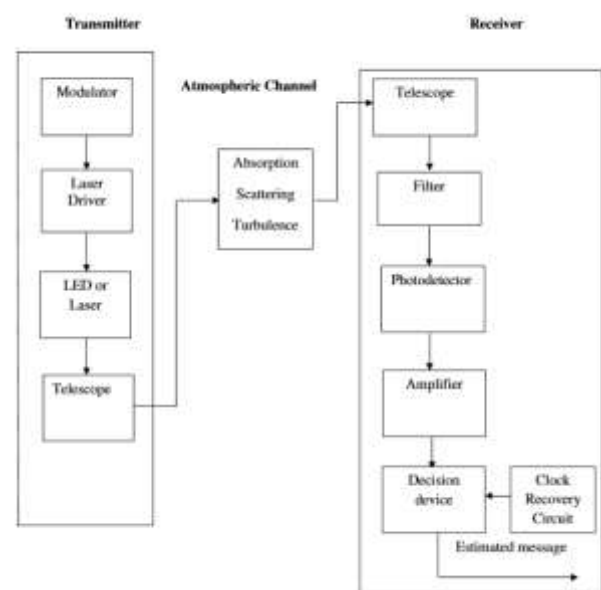 Transmitter
Receiver
Atmospheric Channel
Modulator
Laser
Driver
LED or
Laser
Telescope
Absorption
Scattering
Turbulence
Telescope
Filter
Photodetector
Amplifier
Decision
device
Clock
Recovery
Circuit
Estimated message